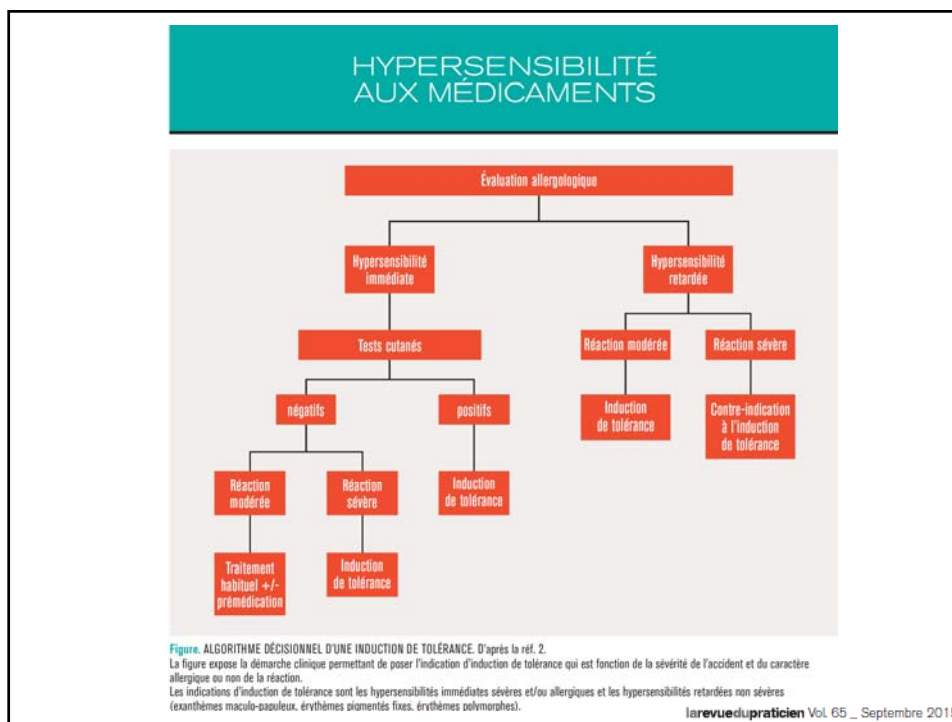 HYPERSENSIBILITÉ
AUX MÉDICAMENTS
Évaluation allergologique
Hypersensibilité
immédiate
Hypersensibilité
retardée
Tests cutanés
Réaction modérée
Réaction sévère
négatifs
positifs
Induction
de tolérance
Contre-indication
à l'induction
de tolérance
Réaction
modérée
Réaction
sévère
Induction
de tolérance
Traitement
habituel +/-
prémédication
Induction
de tolérance
Figure. ALGORITHME DÉCISIONNEL D'UNE INDUCTION DE TOLÉRANCE. D'après la réf. 2.
La figure expose la démarche clinique permettant de poser l'indication d'induction de tolérance qui est fonction de la sévérité de l'accident et du caractère
allergique ou non de la réaction.
Les indications d'induction de tolérance sont les hypersensibilités immédiates sévères et/ou allergiques et les hypersensibilités retardées non sévères
(exanthèmes maculo-papuleux, érythèmes pigmentés fixes, érythèmes polymorphes).
larevuedupraticien Vol. 65 _ Septembre 2015